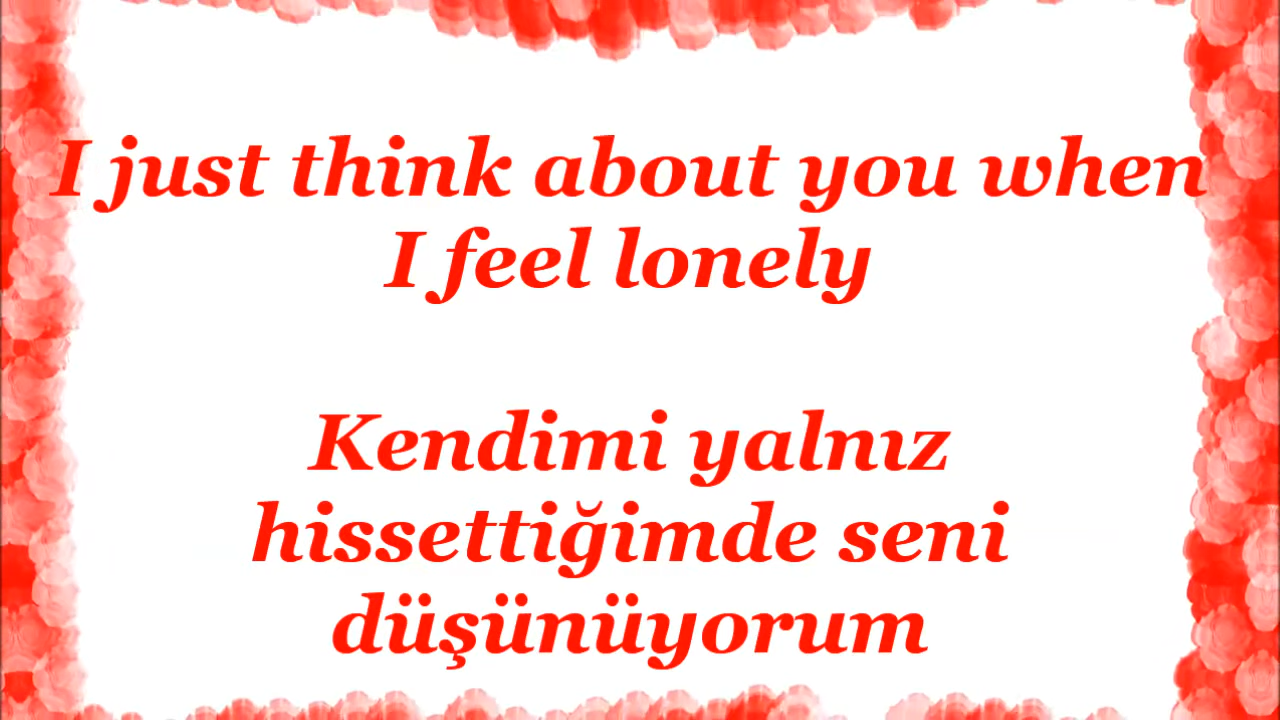 I just think about you when
I feel lonely
Kendimi yalnız
hissettiğimde seni
düşünüyorum